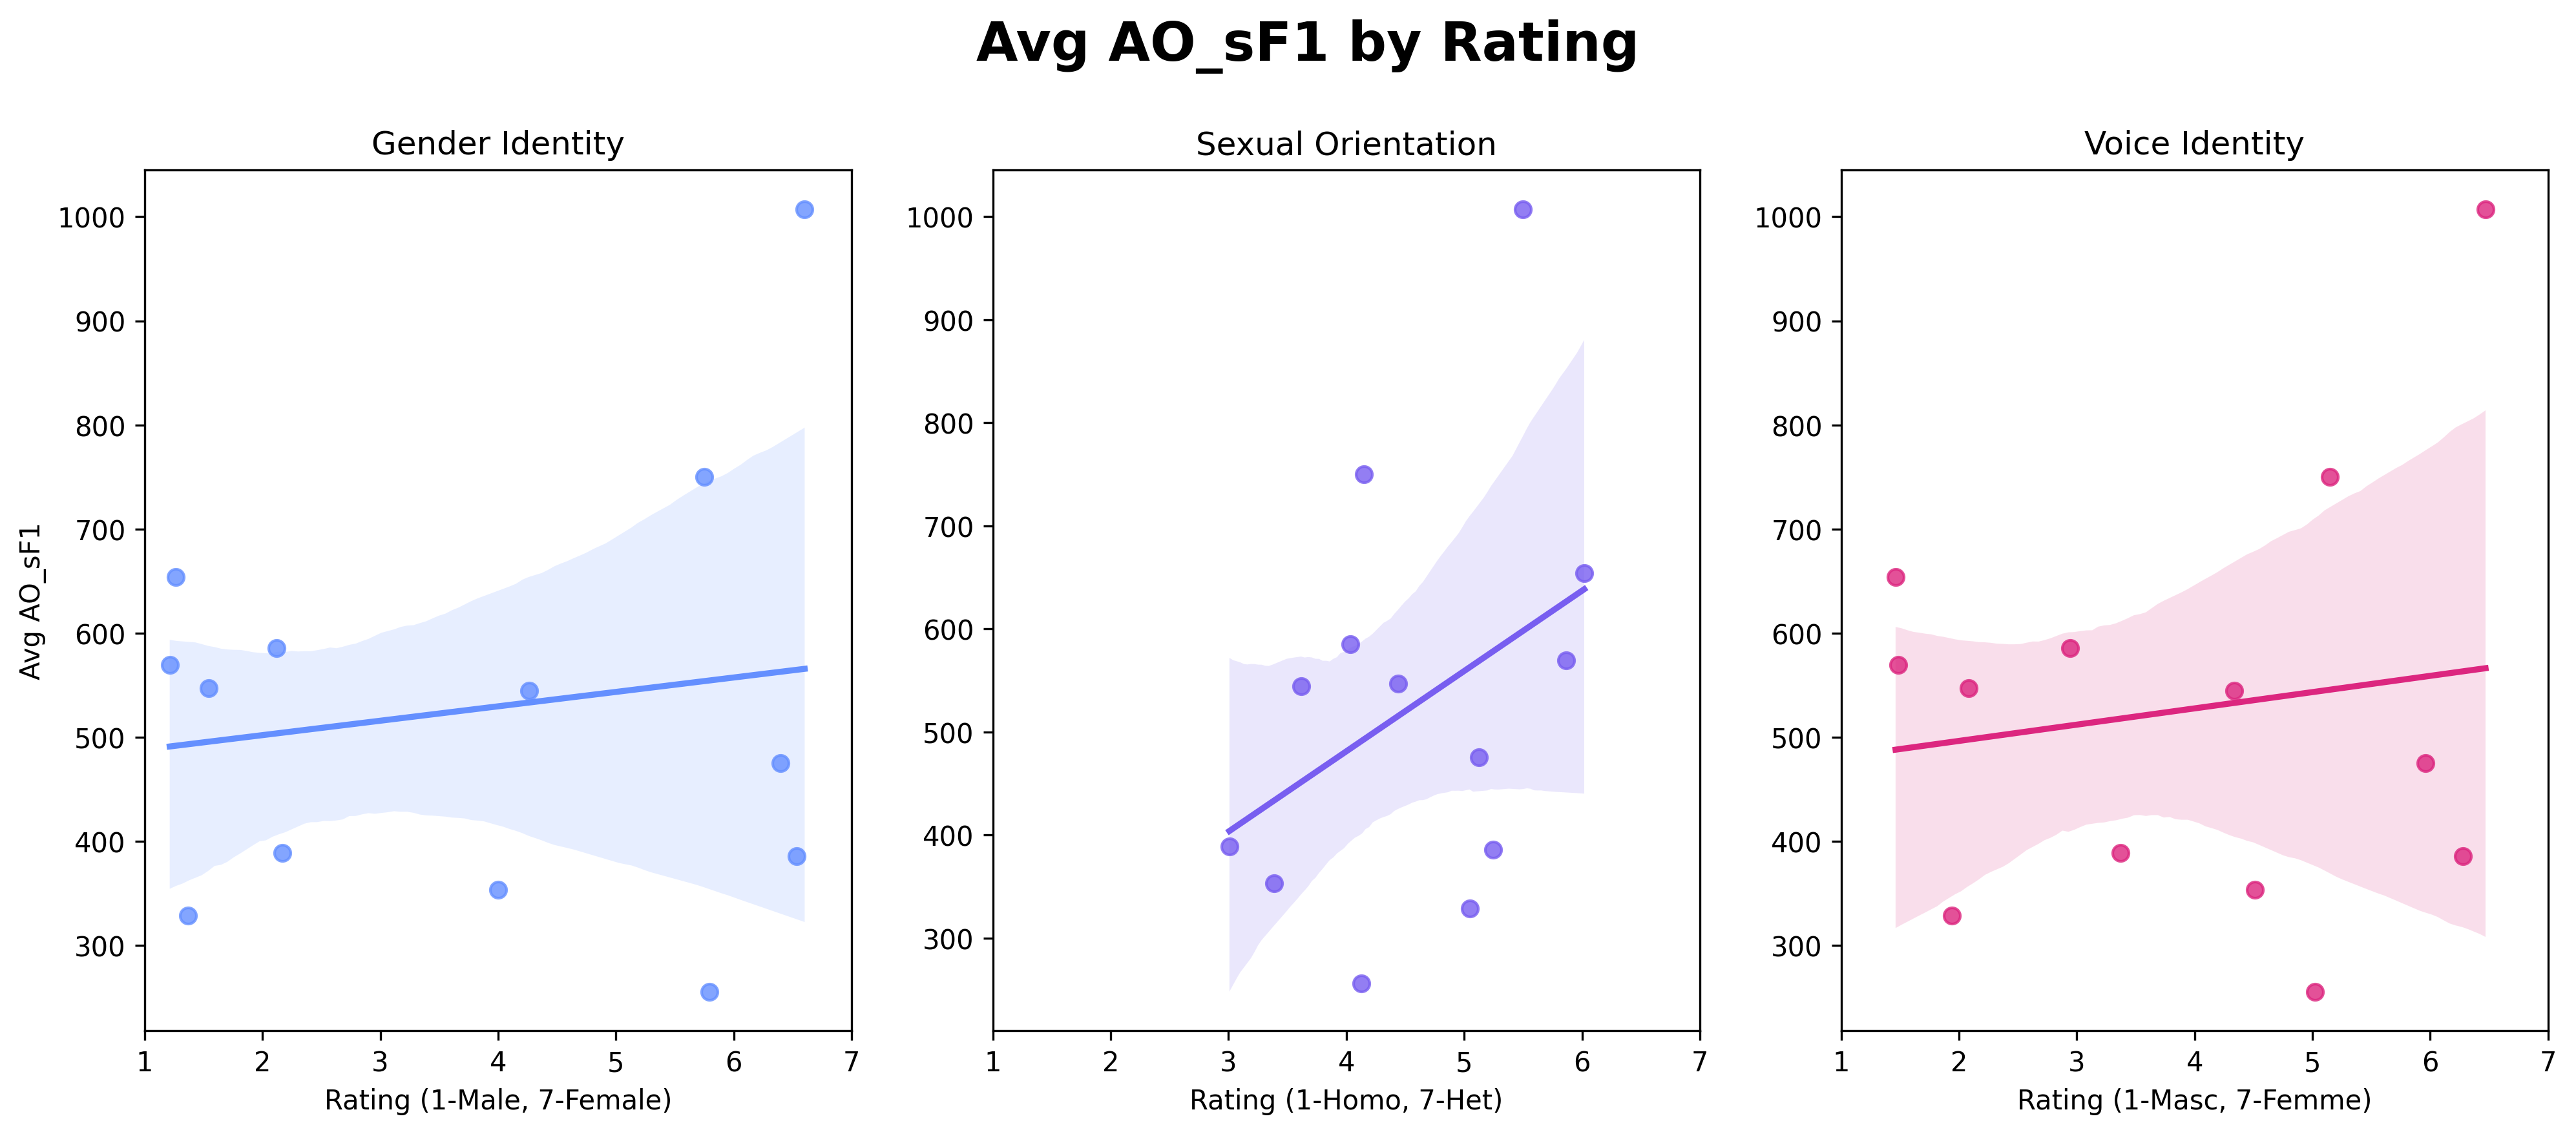 Avg AO_sF1 by Rating
Gender Identity
Sexual Orientation
Voice Identity
Avg AO_sF1
1000
900
800
700
600
500
400
300
1 2 3 4 5 6 7
Rating (1-Male, 7-Female)
1000
900
800
700
600
500
400
300
1 2 3 4 5 6 7
Rating (1-Homo, 7-Het)
1000
900
800
700
600
500
400
300
1 2 3 4 5 6 7
Rating (1-Masc, 7-Femme)